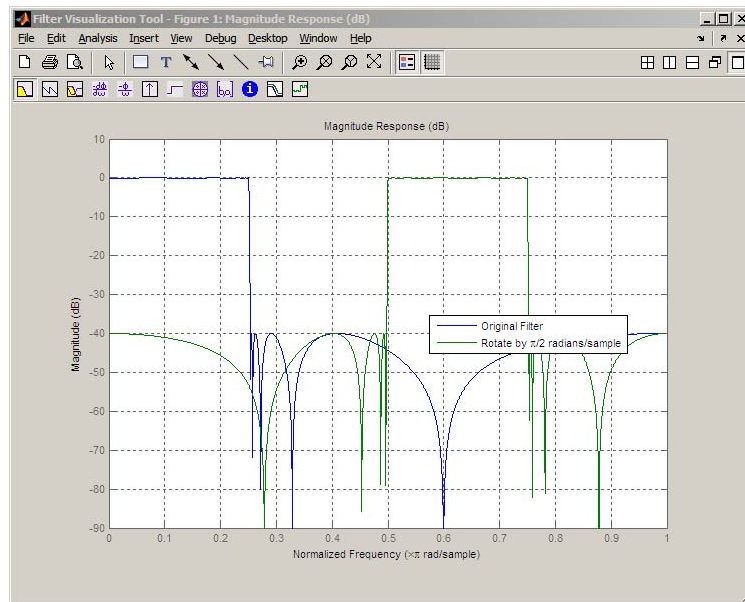 Filter Visualization Tool - Figure 1: Magnitude Response (dB)
File Edit Analysis Insert View Debug Desktop Window Help
Magnitude Response (dB)
10
0
-10
-20
-30
-40
-50
-60
-70
-80
-90
Magnitude (dB)
Original Filter
Rotate by π/2 radians/sample
0 0.1 0.2 0.3 0.4 0.5 0.6 0.7 0.8 0.9 1
Normalized Frequency (×π rad/sample)